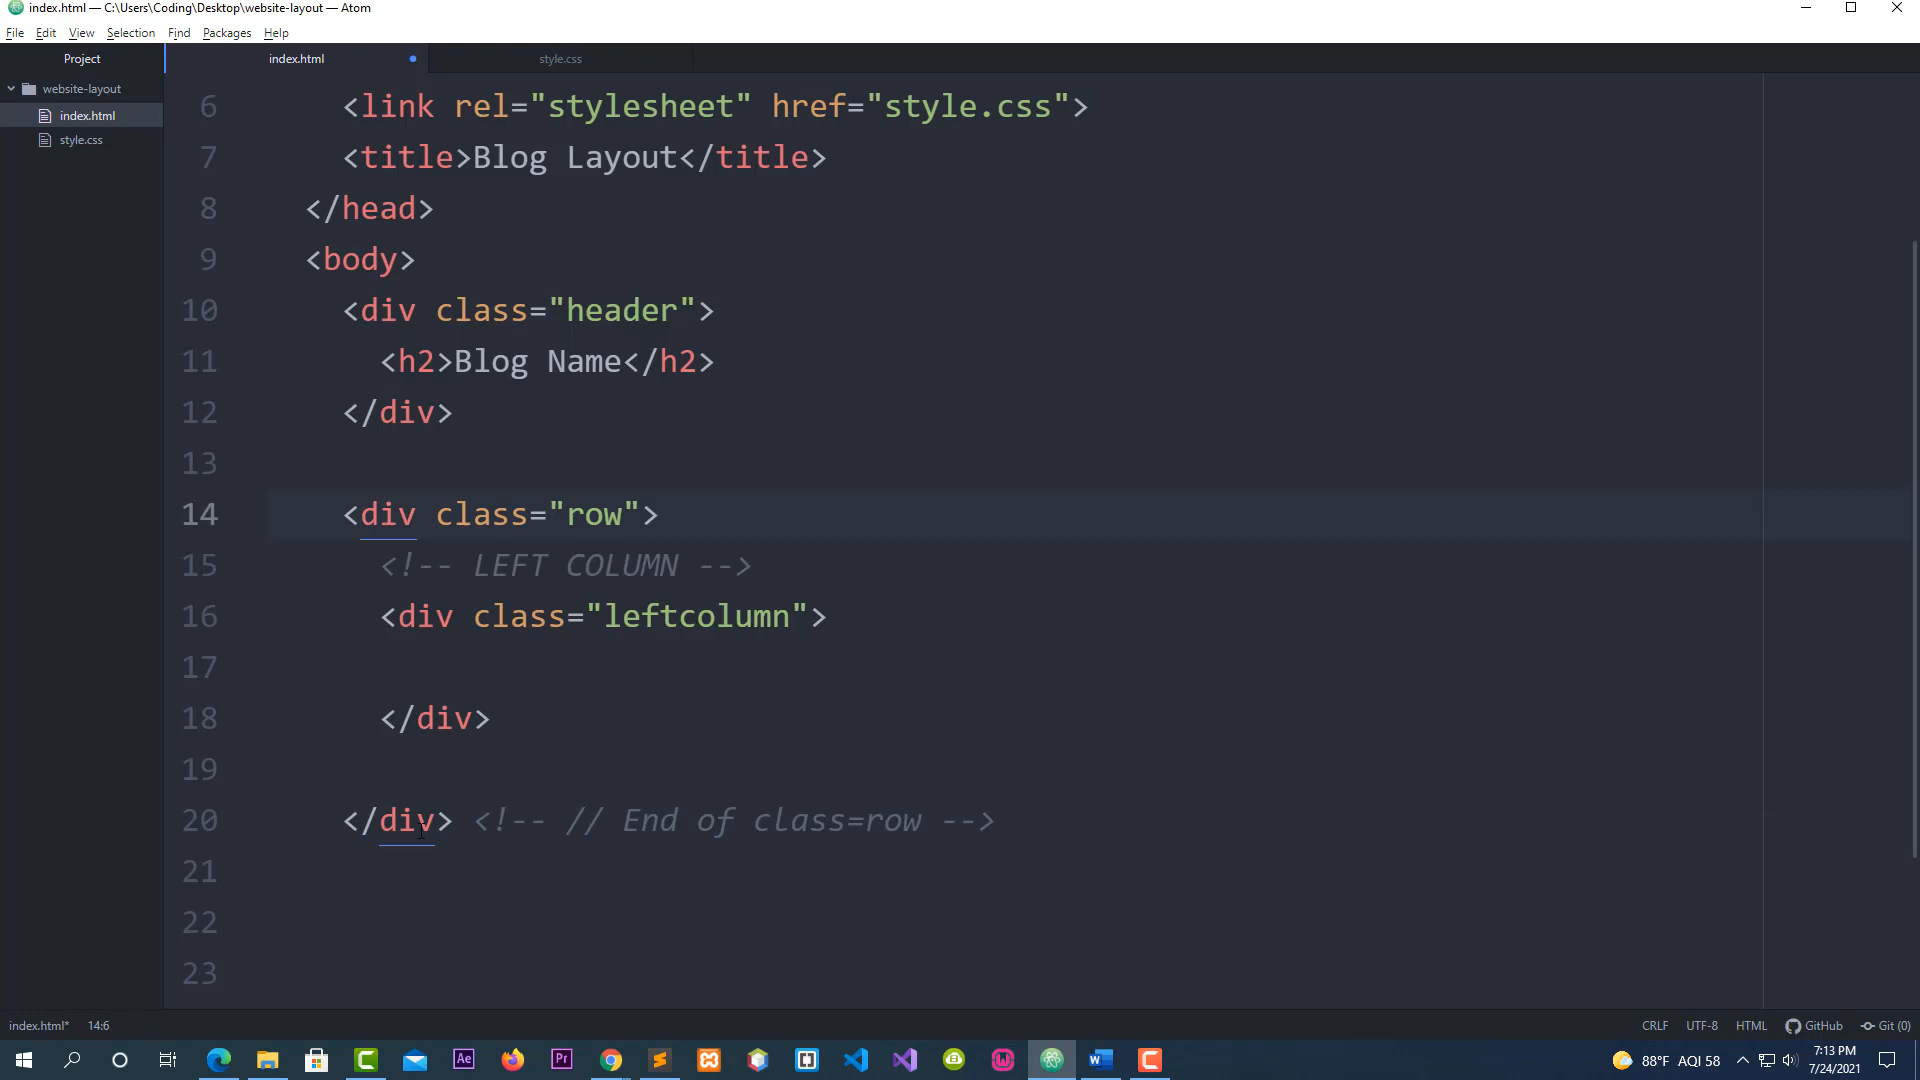 index.html — C:\Users\Coding\Desktop\website-layout — Atom
File Edit View Selection Find Packages Help
Project
index.html
style.css
website-layout
index.html
style.css
6 <link rel="stylesheet" href="style.css">
7 <title>Blog Layout</title>
8 </head>
9 <body>
10 <div class="header">
11 <h2>Blog Name</h2>
12 </div>
13
14 <div class="row">
15 <!-- LEFT COLUMN -->
16 <div class="leftcolumn">
17
18 </div>
19
20 </div> <!-- // End of class=row -->
21
22
23
index.html* 14:6 CRLF UTF-8 HTML GitHub Git (0)
Ae Pr
88°F AQI 58
7:13 PM
7/24/2021